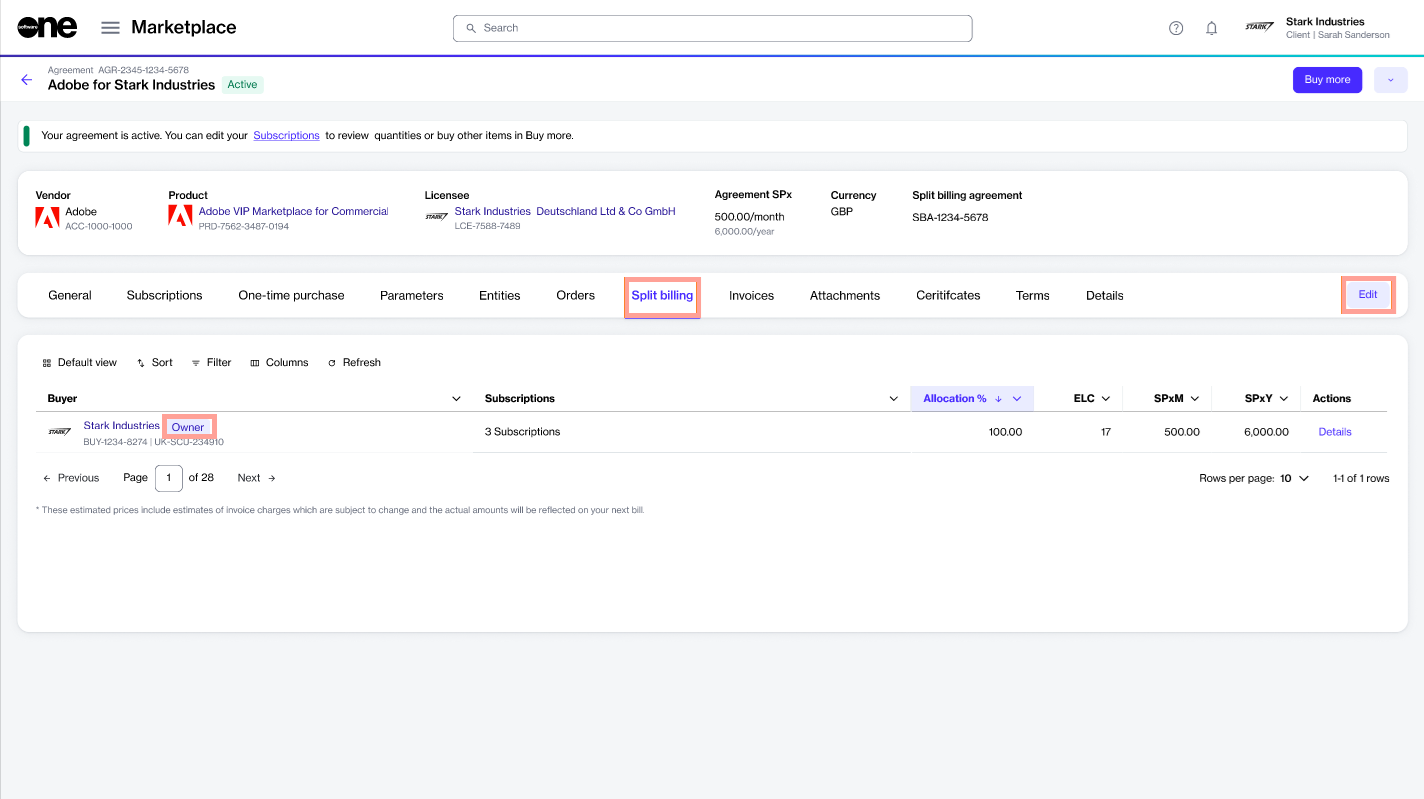 software one
Marketplace
Search
STARK
Stark Industries
Client | Sarah Sanderson
Agreement AGR-2345-1234-5678
Adobe for Stark Industries Active
Buy more
Your agreement is active. You can edit your Subscriptions to review quantities or buy other items in Buy more.
Vendor Product Licensee Agreement SPx Currency Split billing agreement
Adobe Adobe VIP Marketplace for Commercial STARK Stark Industries Deutschland Ltd & Co GmbH 500.00/month GBP SBA-1234-5678
ACC-1000-1000 PRD-7562-3487-0194 LCE-7588-7489 6,000.00/year
General Subscriptions One-time purchase Parameters Entities Orders Split billing Invoices Attachments Ceritifcates Terms Details Edit
Default view Sort Filter Columns Refresh
Buyer Subscriptions Allocation % ELC SPxM SPxY Actions
STARK Stark Industries Owner 3 Subscriptions 100.00 17 500.00 6,000.00 Details
BUY-1234-8274 | UK-SCU-234910
Previous Page 1 of 28 Next Rows per page: 10 1-1 of 1 rows
* These estimated prices include estimates of invoice charges which are subject to change and the actual amounts will be reflected on your next bill.